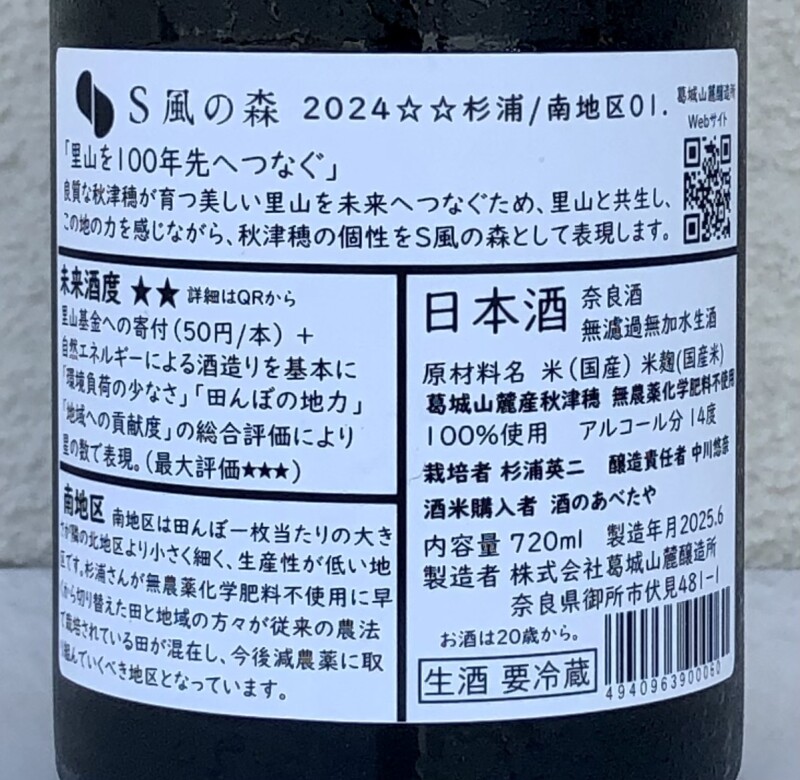 S風の森 2024☆☆杉浦/南地区01.
葛城山麓醸造所
Webサイト
「里山を100年先へつなぐ」
良質な秋津穂が育つ美しい里山を未来へつなぐため、里山と共生し、
この地の力を感じながら、秋津穂の個性をS風の森として表現します。
未来酒度 ★★ 詳細はQRから
里山基金への寄付(50円/本) +
自然エネルギーによる酒造りを基本に
「環境負荷の少なさ」「田んぼの地力」
「地域への貢献度」の総合評価により
星の数で表現。(最大評価★★★)
南地区 南地区は田んぼ一枚当たりの大き
さが隣の北地区より小さく細く、生産性が低い地
区です。杉浦さんが無農薬化学肥料不使用に早
くから切り替えた田と地域の方々が従来の農法
で栽培されている田が混在し、今後減農薬に取
り組んでいくべき地区となっています。
日本酒 奈良酒
無濾過無加水生酒
原材料名 米(国産) 米麹(国産米)
葛城山麓産秋津穂 無農薬化学肥料不使用
100%使用 アルコール分 14度
栽培者 杉浦英二 醸造責任者 中川悠奈
酒米購入者 酒のあべたや
内容量 720ml 製造年月2025.6
製造者 株式会社葛城山麓醸造所
奈良県御所市伏見481-1
お酒は20歳から。
生酒 要冷蔵
4940963900060